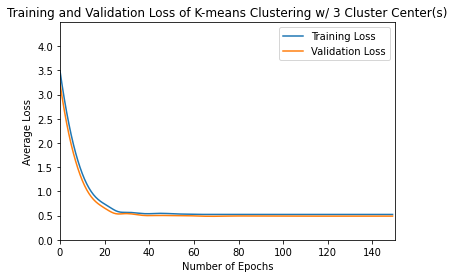 Training and Validation Loss of K-means Clustering w/ 3 Cluster Center(s)
Training Loss
Validation Loss
4.0
3.5
3.0
2.5
2.0
1.5
1.0
0.5
0.0
Average Loss
0 20 40 60 80 100 120 140
Number of Epochs